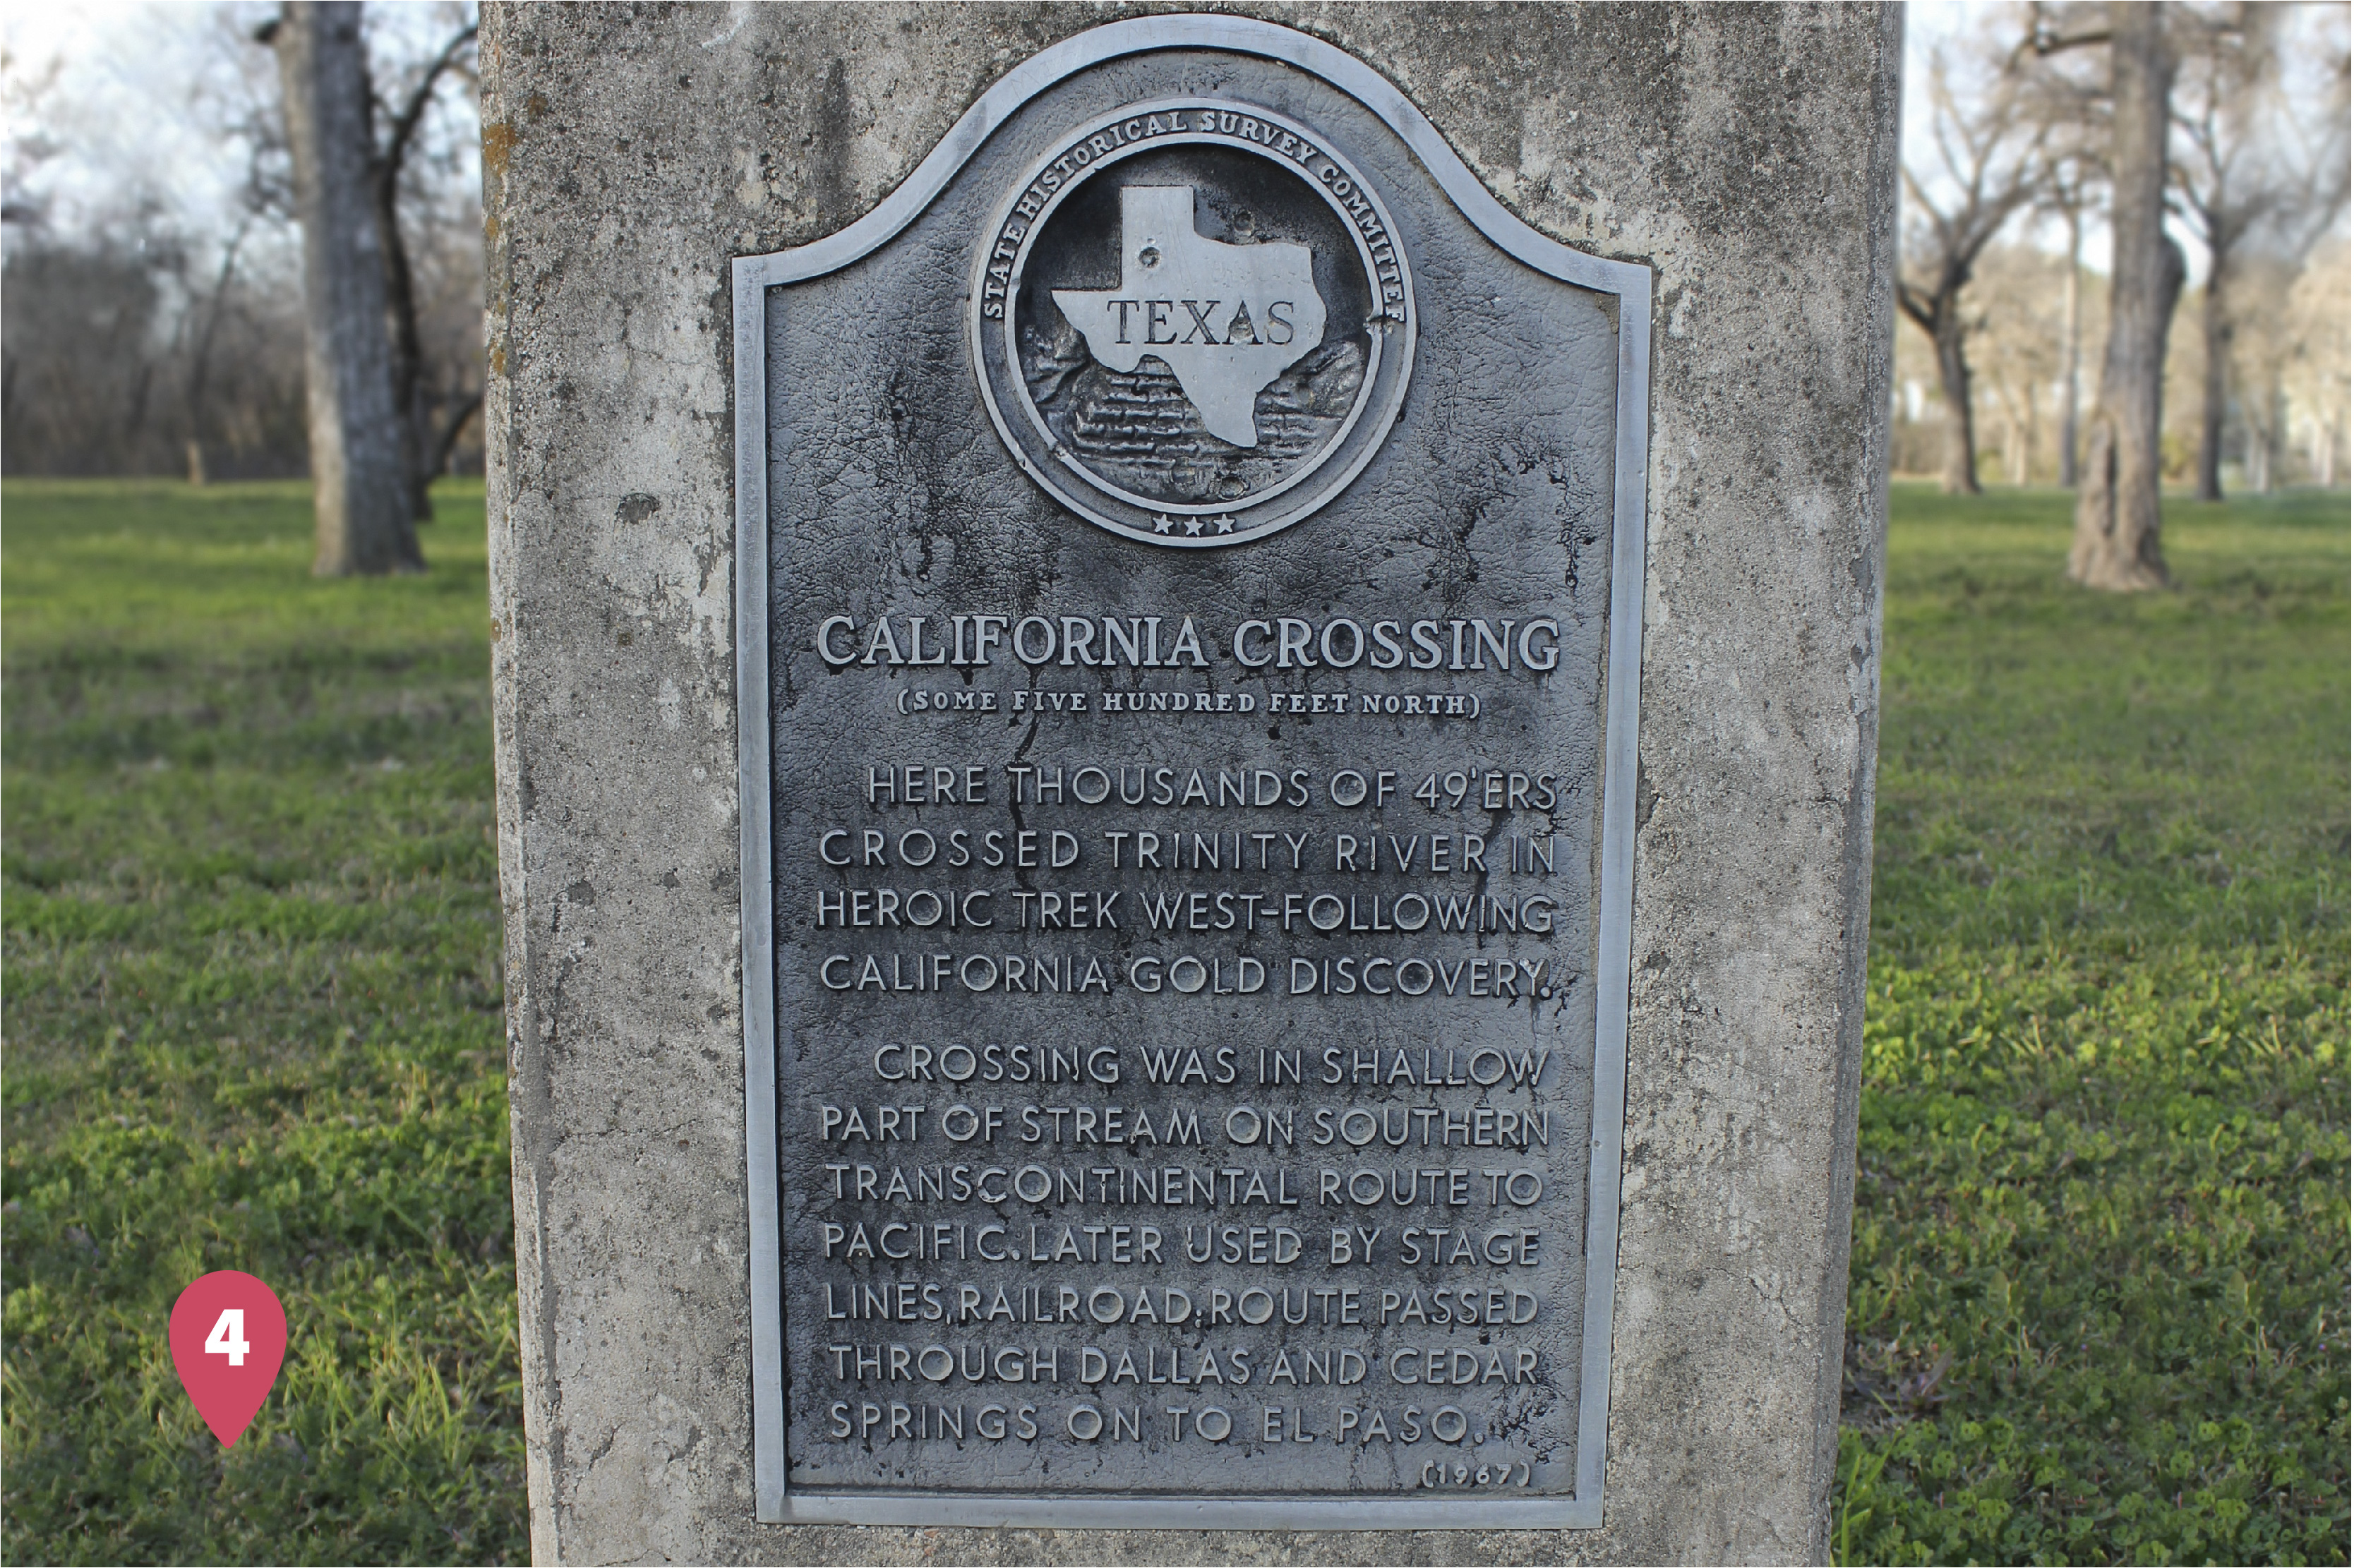 STATE HISTORICAL SURVEY COMMITTEE
TEXAS
CALIFORNIA CROSSING
(SOME FIVE HUNDRED FEET NORTH)
HERE THOUSANDS OF 49'ERS
CROSSED TRINITY RIVER IN
HEROIC TREK WEST-FOLLOWING
CALIFORNIA GOLD DISCOVERY.
CROSSING WAS IN SHALLOW
PART OF STREAM ON SOUTHERN
TRANSCONTINENTAL ROUTE TO
PACIFIC. LATER USED BY STAGE
LINES, RAILROAD; ROUTE PASSED
THROUGH DALLAS AND CEDAR
SPRINGS ON TO EL PASO.
(1967)
4